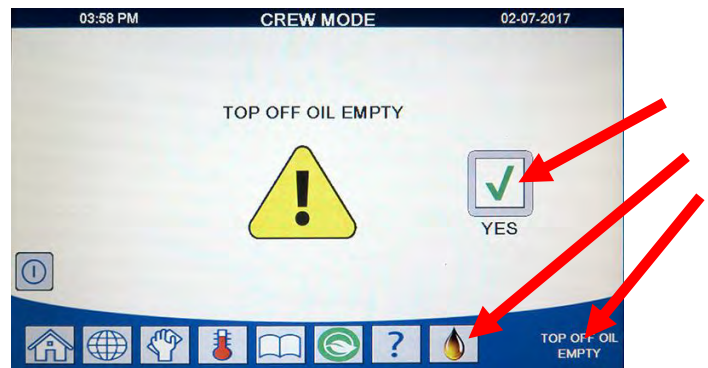 03:58 PM CREW MODE 02-07-2017
TOP OFF OIL EMPTY
YES
?
TOP OFF OIL
EMPTY